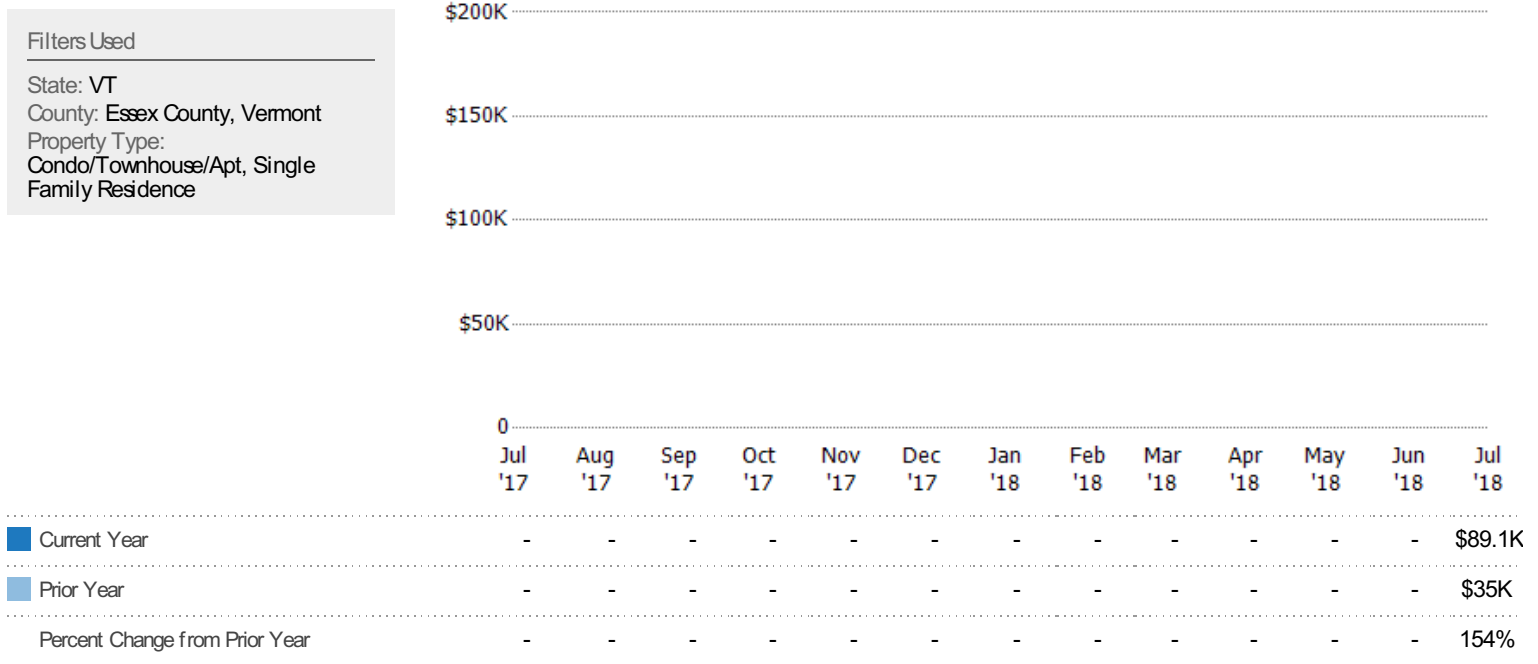 Filters Used
State: VT
County: Essex County, Vermont
Property Type:
Condo/Townhouse/Apt, Single
Family Residence
$200K
$150K
$100K
$50K
0
Jul Aug Sep Oct Nov Dec Jan Feb Mar Apr May Jun Jul
'17 '17 '17 '17 '17 '17 '18 '18 '18 '18 '18 '18 '18
Current Year - - - - - - - - - - - - $89.1K
Prior Year - - - - - - - - - - - - $35K
Percent Change from Prior Year - - - - - - - - - - - - 154%